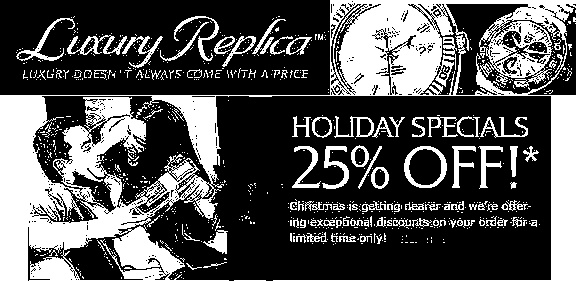 Luxury Replica™
LUXURY DOESN'T ALWAYS COME WITH A PRICE
HOLIDAY SPECIALS
25% OFF!*
Christmas is getting nearer and we're offer-
ing exceptional discounts on your order for a
limited time only!